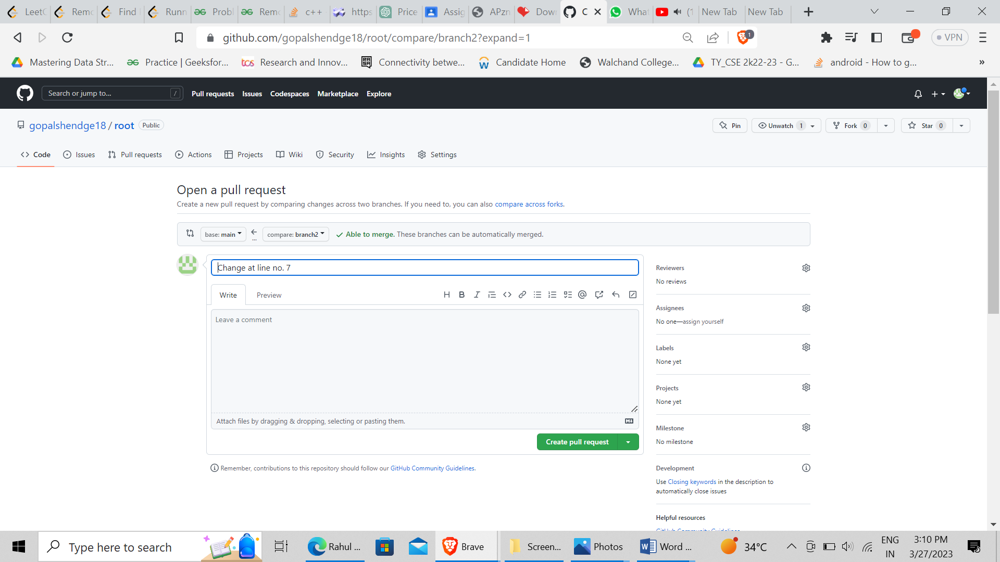 LeetC Remo Find Runn Probl Remo c++ https Price Assig APzn Down C What (1 New Tab New Tab
github.com/gopalshendge18/root/compare/branch2?expand=1 1 VPN
Mastering Data Str... Practice | Geeksfor... tcs Research and Innov... RASA Connectivity betwe... Candidate Home Walchand College... TY_CSE 2k22-23 - G... android - How to g... »
Search or jump to... / Pull requests Issues Codespaces Marketplace Explore
gopalshendge18 / root Public Pin Unwatch 1 Fork 0 Star 0
Code Issues Pull requests Actions Projects Wiki Security Insights Settings
Open a pull request
Create a new pull request by comparing changes across two branches. If you need to, you can also compare across forks.
base: main compare: branch2 Able to merge. These branches can be automatically merged.
Change at line no. 7
Write Preview
Leave a comment
Attach files by dragging & dropping, selecting or pasting them.
Create pull request
Remember, contributions to this repository should follow our GitHub Community Guidelines.
Reviewers
No reviews
Assignees
No one—assign yourself
Labels
None yet
Projects
None yet
Milestone
No milestone
Development
Use Closing keywords in the description to
automatically close issues
Helpful resources
GitHub Community Guidelines
Type here to search Rahul ... Brave Screen... Photos Word ... 34°C ENG IN 3:10 PM 3/27/2023